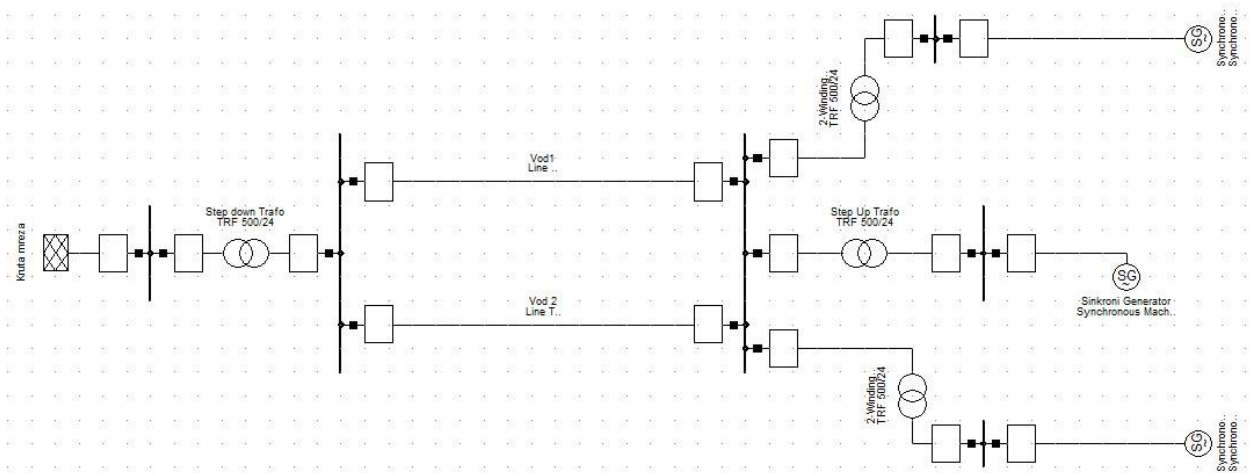 SG
~
Synchrono..
Synchrono..
2-Winding..
TRF 500/24
Vod1
Line ..
Kruta mreza
Step down Trafo
TRF 500/24
Step Up Trafo
TRF 500/24
SG
~
Sinkroni Generator
Synchronous Mach..
Vod 2
Line T..
2-Winding..
TRF 500/24
SG
~
Synchrono..
Synchrono..